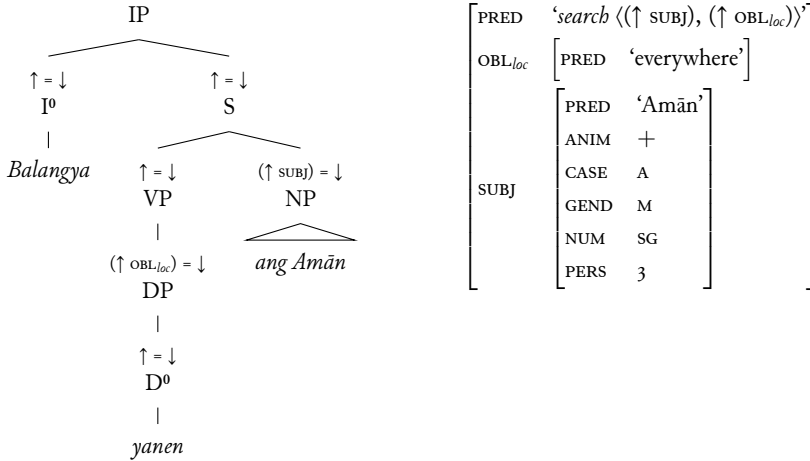 IP
↑ = ↓ ↑ = ↓
I⁰ S
Balangya ↑ = ↓ (↑ SUBJ) = ↓
VP NP
(↑ OBL_loc) = ↓ ang Amān
DP
↑ = ↓
D⁰
yanen
PRED ‘search ⟨(↑ SUBJ), (↑ OBL_loc)⟩’
OBL_loc [PRED ‘everywhere’]
SUBJ
PRED ‘Amān’
ANIM +
CASE A
GEND M
NUM SG
PERS 3